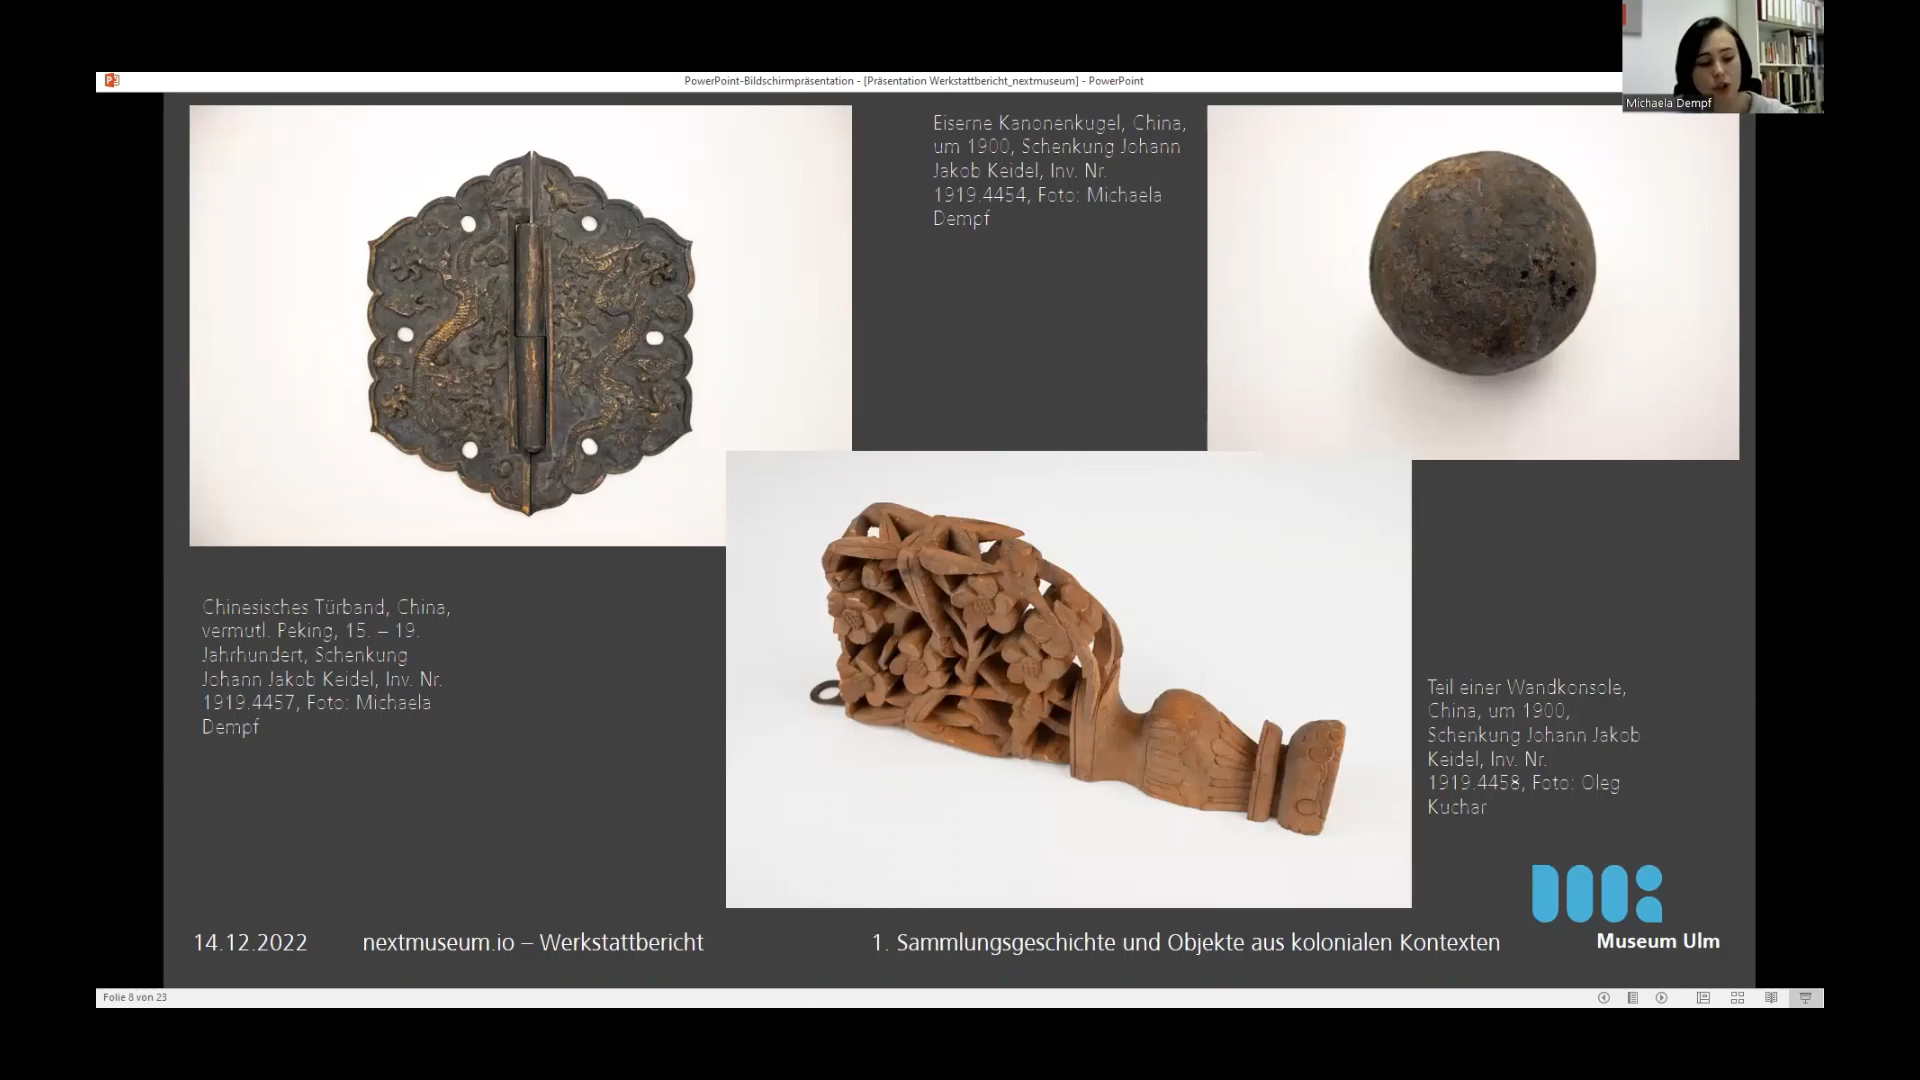 PowerPoint-Bildschirmpräsentation - [Präsentation Werkstattbericht_nextmuseum] - PowerPoint
Michaela Dempf
Eiserne Kanonenkugel, China,
um 1900, Schenkung Johann
Jakob Keidel, Inv. Nr.
1919.4454, Foto: Michaela
Dempf
Chinesisches Türband, China,
vermutl. Peking, 15. – 19.
Jahrhundert, Schenkung
Johann Jakob Keidel, Inv. Nr.
1919.4457, Foto: Michaela
Dempf
Teil einer Wandkonsole,
China, um 1900,
Schenkung Johann Jakob
Keidel, Inv. Nr.
1919.4458, Foto: Oleg
Kuchar
14.12.2022 nextmuseum.io – Werkstattbericht 1. Sammlungsgeschichte und Objekte aus kolonialen Kontexten
Museum Ulm
Folie 8 von 23